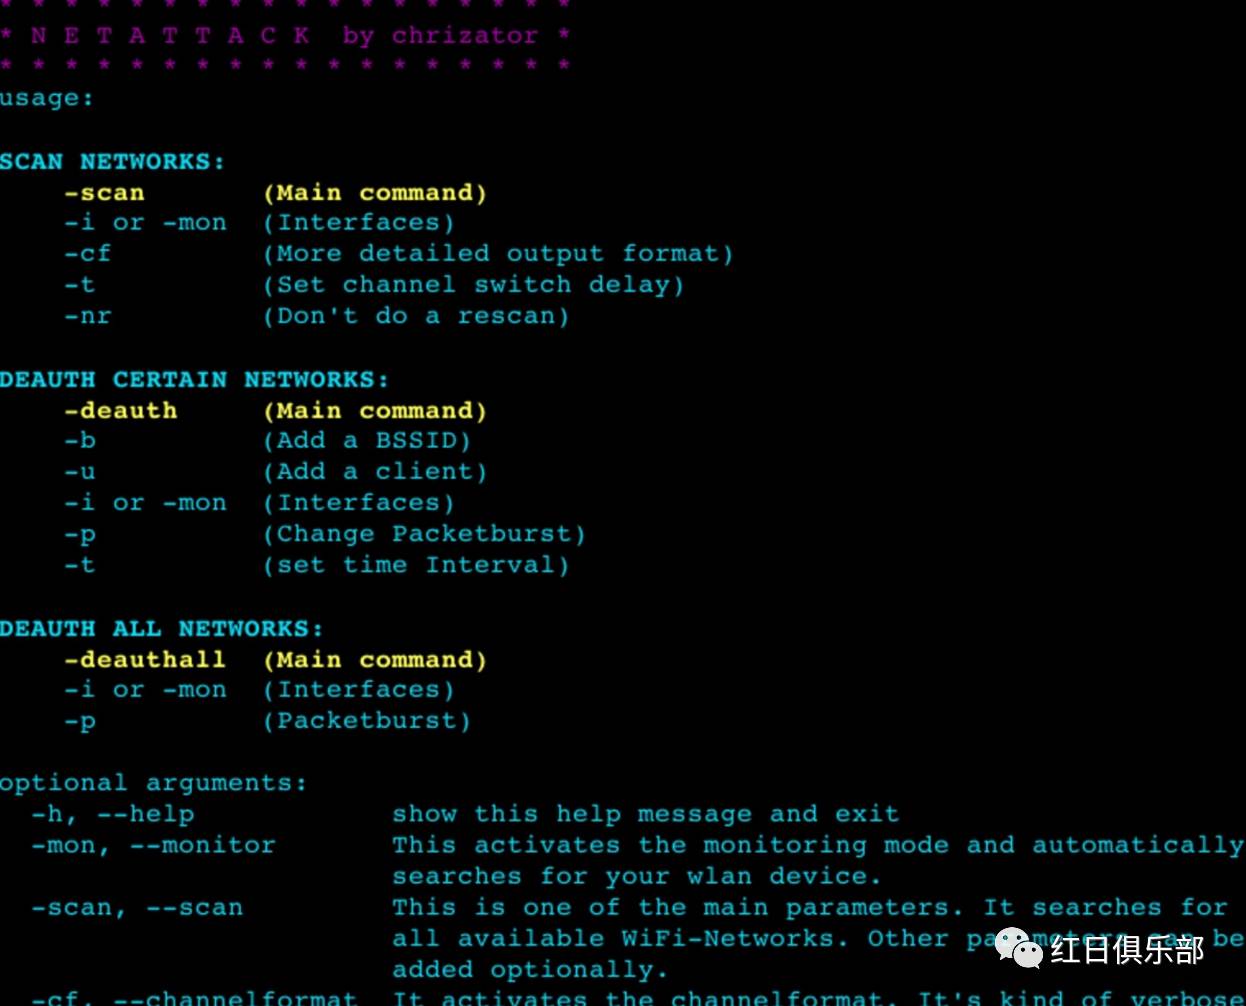 * * * * * * * * * * * * * * * * * *
* N E T A T T A C K  by chrizator *
* * * * * * * * * * * * * * * * * *
usage:
SCAN NETWORKS:
    -scan       (Main command)
    -i or -mon  (Interfaces)
    -cf         (More detailed output format)
    -t          (Set channel switch delay)
    -nr         (Don't do a rescan)
DEAUTH CERTAIN NETWORKS:
    -deauth     (Main command)
    -b          (Add a BSSID)
    -u          (Add a client)
    -i or -mon  (Interfaces)
    -p          (Change Packetburst)
    -t          (set time Interval)
DEAUTH ALL NETWORKS:
    -deauthall  (Main command)
    -i or -mon  (Interfaces)
    -p          (Packetburst)
optional arguments:
  -h, --help            show this help message and exit
  -mon, --monitor       This activates the monitoring mode and automatically
                        searches for your wlan device.
  -scan, --scan         This is one of the main parameters. It searches for
                        all available WiFi-Networks. Other parameters can be
                        added optionally.
  -cf, --channelformat  It activates the channelformat. It's kind of verbose
红日俱乐部